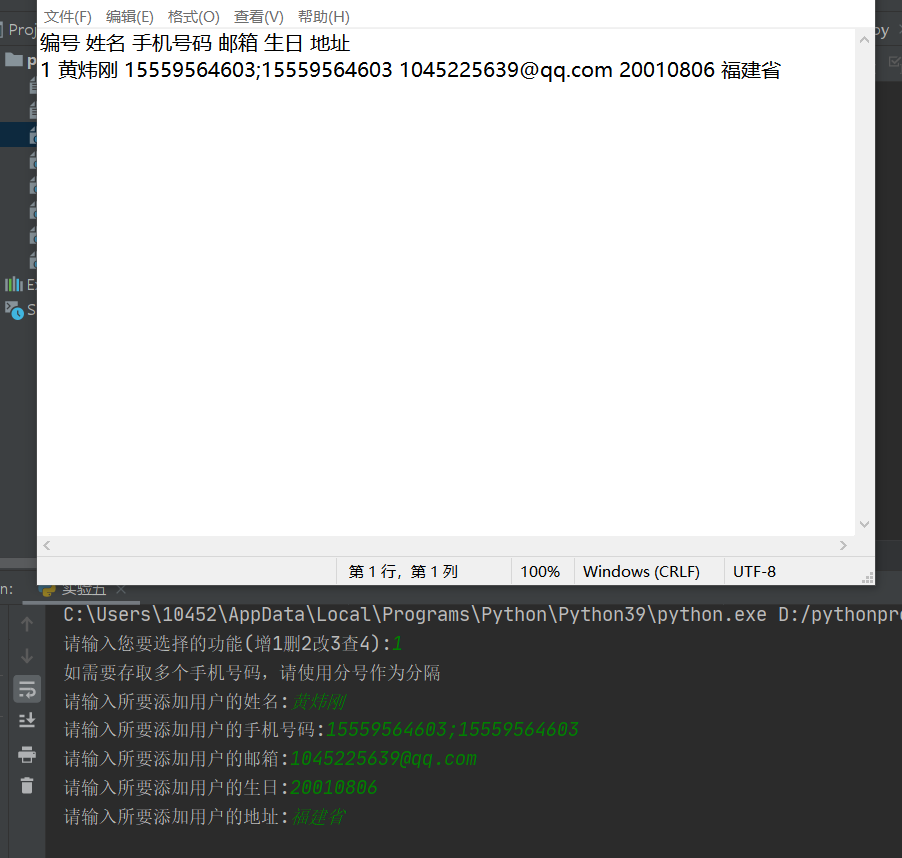 文件(F) 编辑(E) 格式(O) 查看(V) 帮助(H)
编号 姓名 手机号码 邮箱 生日 地址
1 黄炜刚 15559564603;15559564603 1045225639@qq.com 20010806 福建省
第 1 行，第 1 列 100% Windows (CRLF) UTF-8
n: 实验五
C:\Users\10452\AppData\Local\Programs\Python\Python39\python.exe D:/pythonpro
请输入您要选择的功能(增1删2改3查4):1
如需要存取多个手机号码，请使用分号作为分隔
请输入所要添加用户的姓名:黄炜刚
请输入所要添加用户的手机号码:15559564603;15559564603
请输入所要添加用户的邮箱:1045225639@qq.com
请输入所要添加用户的生日:20010806
请输入所要添加用户的地址:福建省